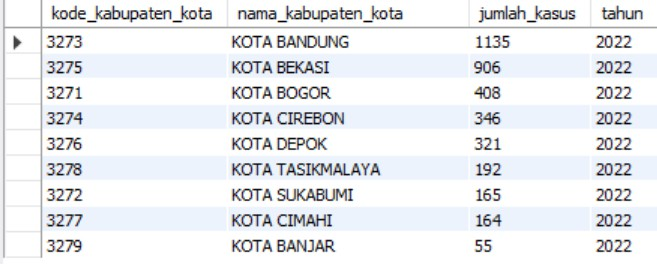 kode_kabupaten_kota nama_kabupaten_kota jumlah_kasus tahun
3273 KOTA BANDUNG 1135 2022
3275 KOTA BEKASI 906 2022
3271 KOTA BOGOR 408 2022
3274 KOTA CIREBON 346 2022
3276 KOTA DEPOK 321 2022
3278 KOTA TASIKMALAYA 192 2022
3272 KOTA SUKABUMI 165 2022
3277 KOTA CIMAHI 164 2022
3279 KOTA BANJAR 55 2022